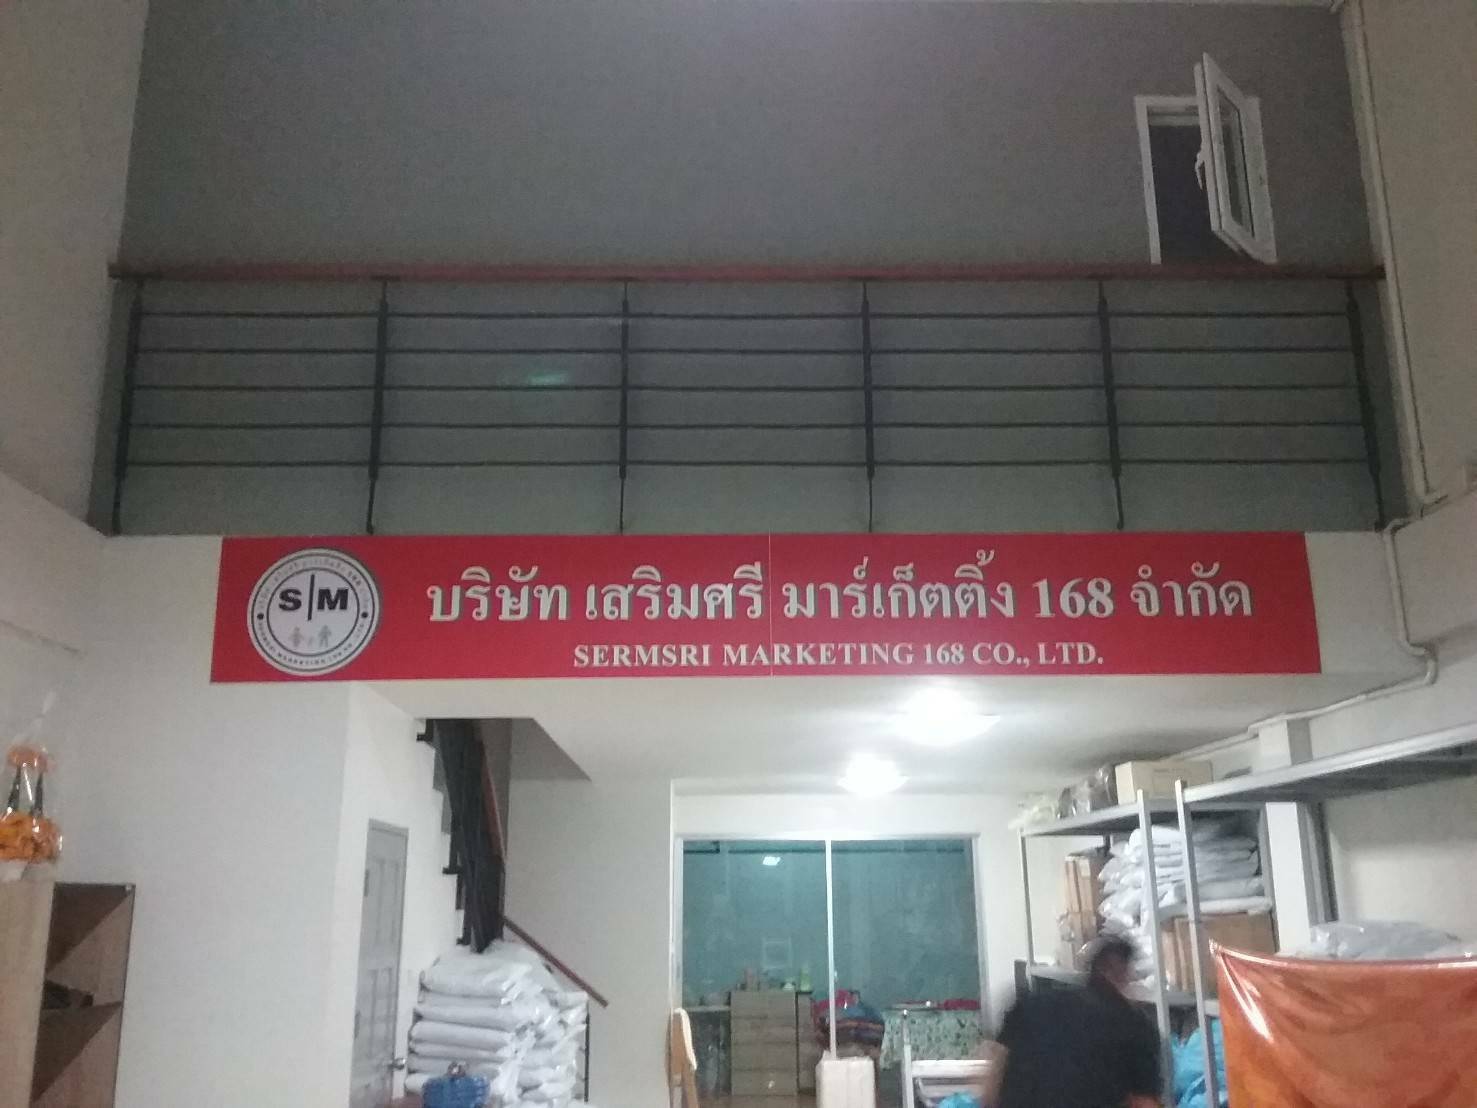 S|M
บริษัท เสริมศรี มาร์เก็ตติ้ง 168 จำกัด
SERMSRI MARKETING 168 CO., LTD.